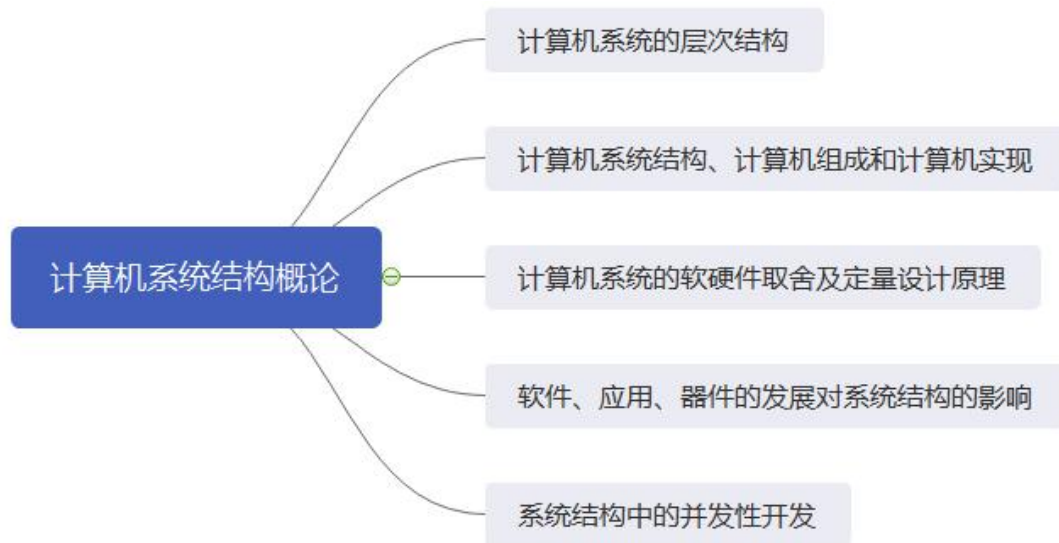 计算机系统的层次结构
计算机系统结构、计算机组成和计算机实现
计算机系统结构概论
计算机系统的软硬件取舍及定量设计原理
软件、应用、器件的发展对系统结构的影响
系统结构中的并发性开发